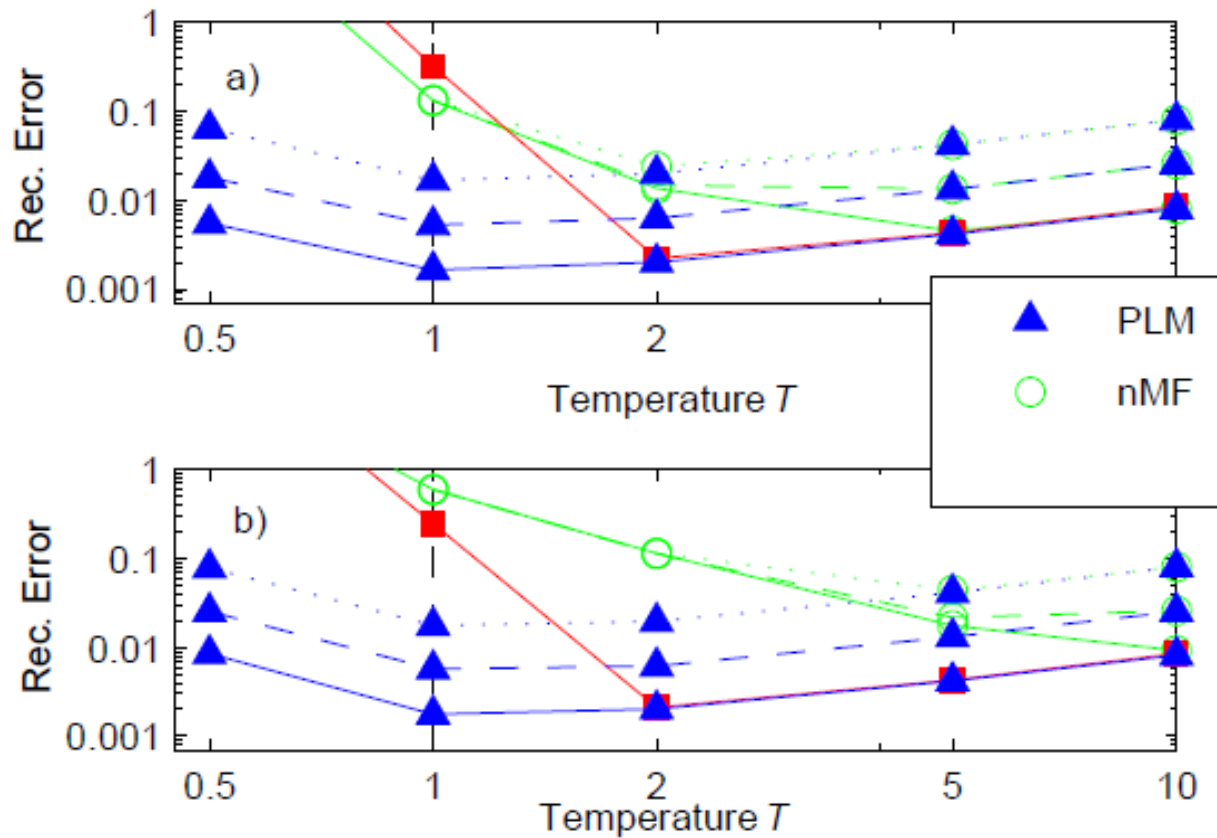 1
a)
0.1
0.01
0.001
Rec. Error
0.5 1 2
Temperature T
PLM
nMF
1
b)
0.1
0.01
0.001
Rec. Error
0.5 1 2 5 10
Temperature T